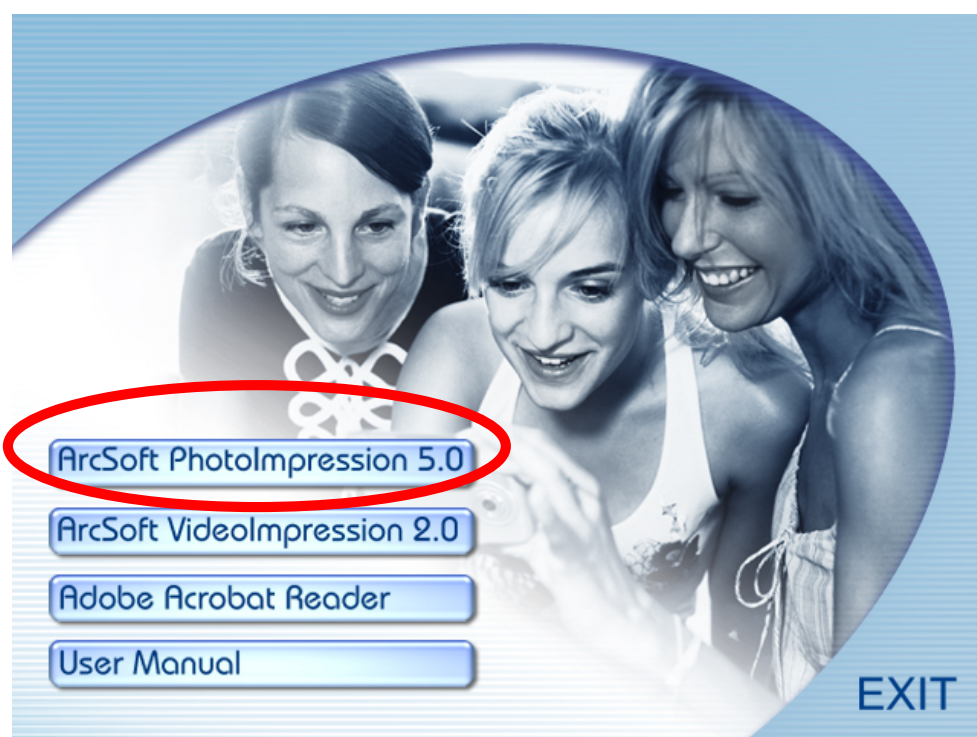 ArcSoft PhotoImpression 5.0
ArcSoft VideoImpression 2.0
Adobe Acrobat Reader
User Manual
EXIT